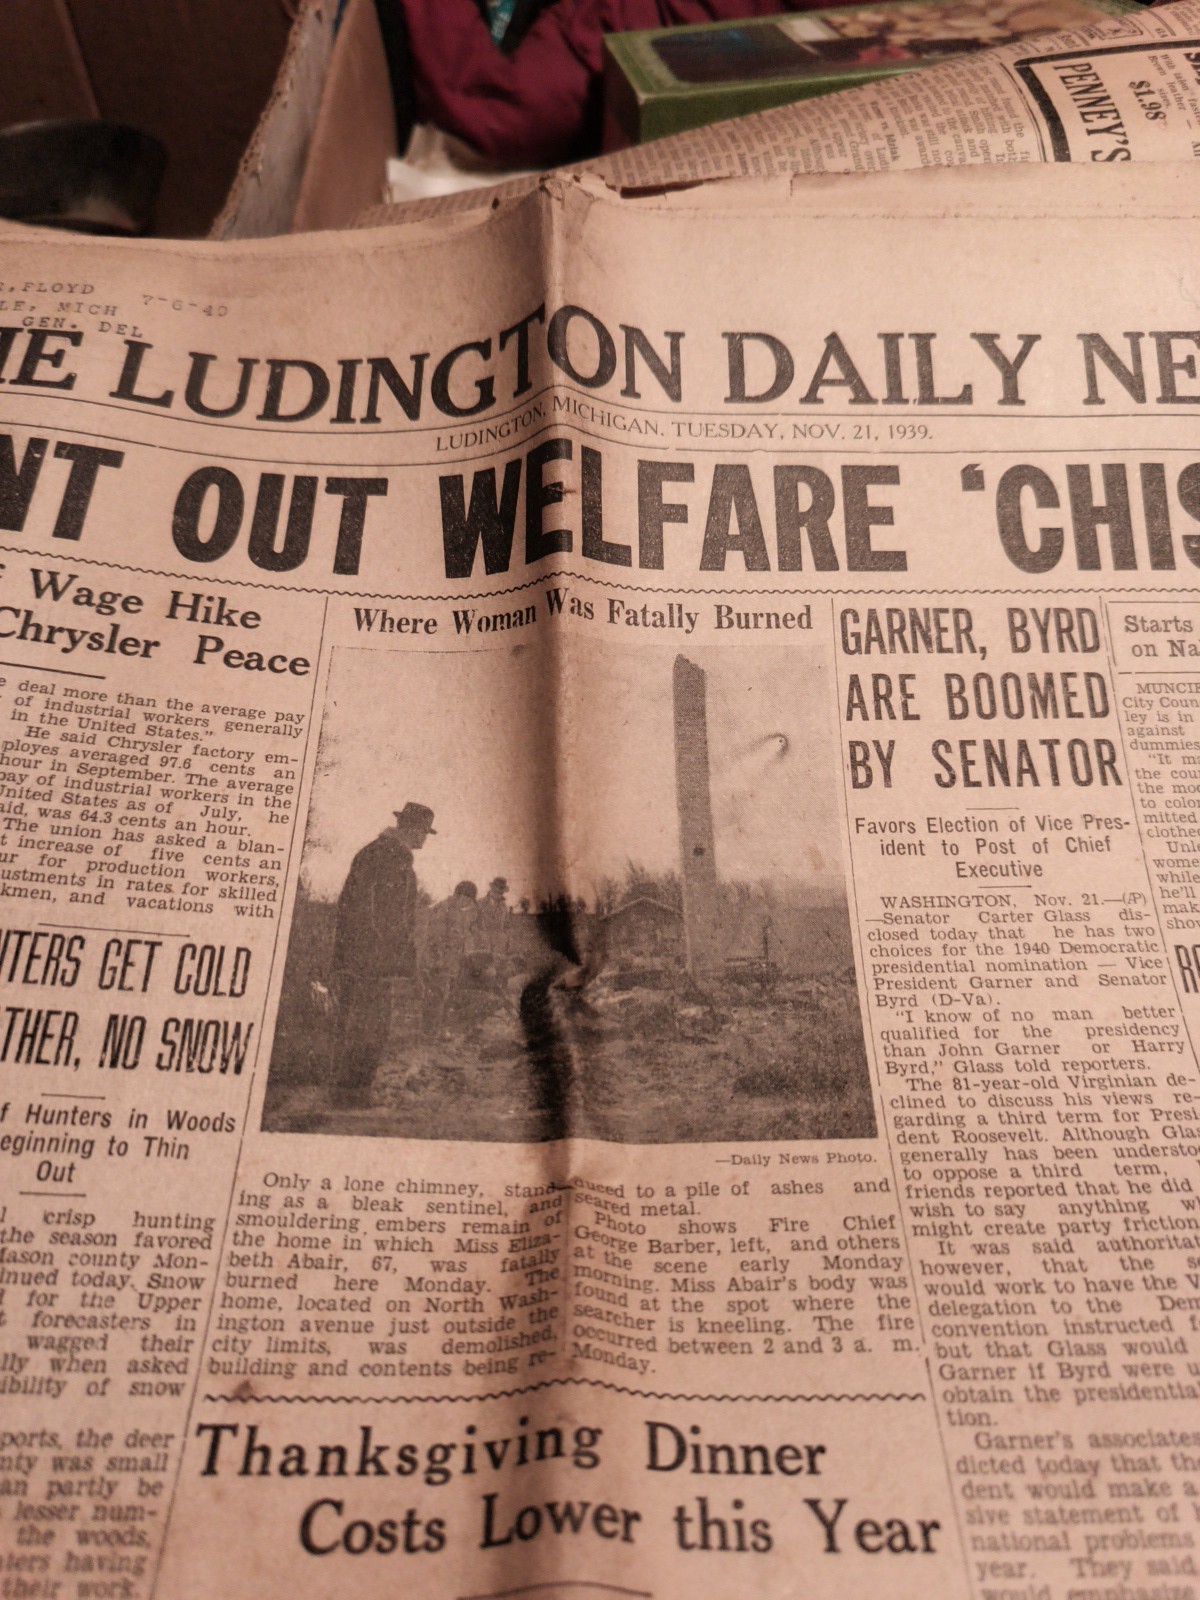 PENNEY'S
$1.98
FLOYD
MICH 7-6-40
GEN. DEL
LUDINGTON DAILY
LUDINGTON, MICHIGAN. TUESDAY, NOV. 21, 1939.
OUT WELFARE
Wage Hike
Chrysler Peace
deal more than the average pay
of industrial workers generally
in the United States."
He said Chrysler factory em-
ployes averaged 97.6 cents an
hour in September. The average
pay of industrial workers in the
United States as of July, he
said, was 64.3 cents an hour.
The union has asked a blan-
increase of five cents an
for production workers,
in rates for skilled
and vacations with
GET COLD
NO SNOW
Hunters in Woods
Beginning to Thin
Out
crisp hunting
the season favored
Mason county Mon-
today. Snow
for the Upper
forecasters in
wagged their
when asked
of snow
the deer
was small
partly be
lesser num-
the woods,
having
their work.
Where Woman Was Fatally Burned
—Daily News Photo.
Only a lone chimney, stand-
ing as a bleak sentinel, and
smouldering embers remain of
the home in which Miss Eliza-
beth Abair, 67, was fatally
burned here Monday. The
home, located on North Wash-
ington avenue just outside the
city limits, was demolished,
building and contents being re-
duced to a pile of ashes and
seared metal.
Photo shows Fire Chief
George Barber, left, and others
at the scene early Monday
morning. Miss Abair's body was
found at the spot where the
searcher is kneeling. The fire
occurred between 2 and 3 a. m.
Monday.
Thanksgiving Dinner
Costs Lower this Year
GARNER, BYRD
ARE BOOMED
BY SENATOR
Favors Election of Vice Pres-
ident to Post of Chief
Executive
WASHINGTON, Nov. 21.—(AP)
—Senator Carter Glass dis-
closed today that he has two
choices for the 1940 Democratic
presidential nomination — Vice
President Garner and Senator
Byrd (D-Va).
"I know of no man better
qualified for the presidency
than John Garner or Harry
Byrd," Glass told reporters.
The 81-year-old Virginian de-
clined to discuss his views re-
garding a third term for Presi-
dent Roosevelt. Although Glass
generally has been understood
to oppose a third term,
friends reported that he did
wish to say anything
might create party friction
It was said
however, that the
would work to have the
delegation to the
convention instructed
but that Glass would
Garner if Byrd were
obtain the
tion.
Garner's associates
dicted today that
dent would make a
sive statement of
national problems
year. They said
would emphasize
Starts
on
MUNCIE
City
ley is in
against
dummies
"It
the
the
to color
mitted
clothes
women
while
he'll